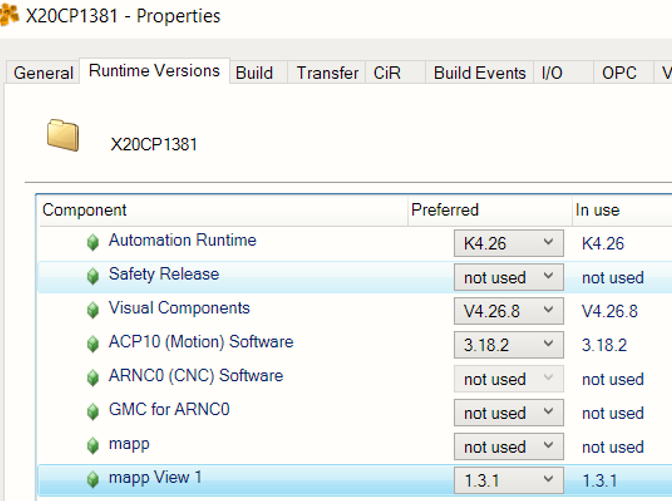 X20CP1381 - Properties
General Runtime Versions Build Transfer CiR Build Events I/O OPC
X20CP1381
Component Preferred In use
Automation Runtime K4.26 K4.26
Safety Release not used not used
Visual Components V4.26.8 V4.26.8
ACP10 (Motion) Software 3.18.2 3.18.2
ARNC0 (CNC) Software not used not used
GMC for ARNC0 not used not used
mapp not used not used
mapp View 1 1.3.1 1.3.1